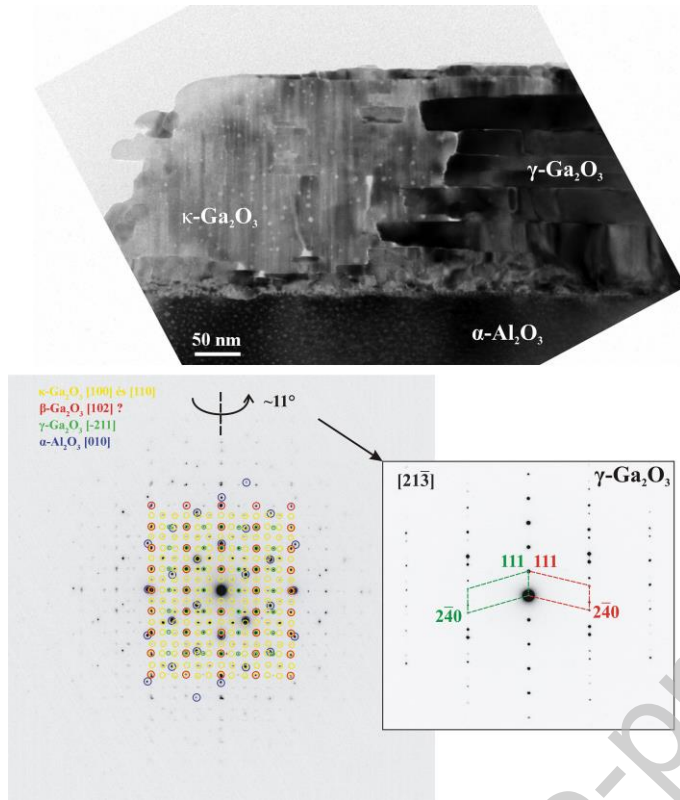 γ-Ga₂O₃
κ-Ga₂O₃
α-Al₂O₃
50 nm
κ-Ga₂O₃ [100] és [110]
β-Ga₂O₃ [102] ?
γ-Ga₂O₃ [-211]
α-Al₂O₃ [010]
~11°
[213̅]
γ-Ga₂O₃
111 111
24̅0 24̅0